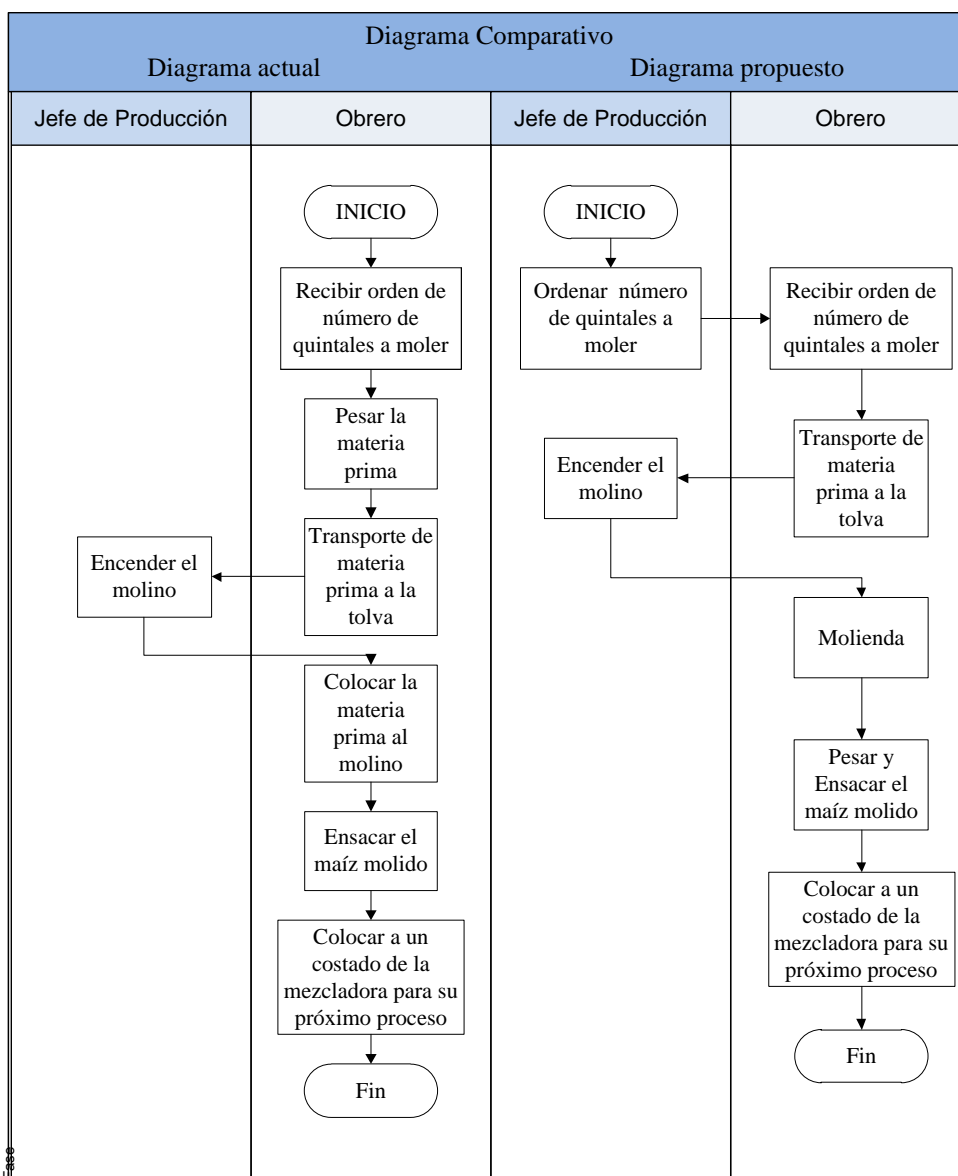 Diagrama Comparativo
Diagrama actual
Diagrama propuesto
Jefe de Producción
Obrero
Jefe de Producción
Obrero
INICIO
Recibir orden de
número de
quintales a moler
Pesar la
materia
prima
Transporte de
materia
prima a la
tolva
Encender el
molino
Colocar la
materia
prima al
molino
Ensacar el
maíz molido
Colocar a un
costado de la
mezcladora para su
próximo proceso
Fin
INICIO
Ordenar número
de quintales a
moler
Recibir orden de
número de
quintales a moler
Transporte de
materia
prima a la
tolva
Encender el
molino
Molienda
Pesar y
Ensacar el
maíz molido
Colocar a un
costado de la
mezcladora para su
próximo proceso
Fin
Fase